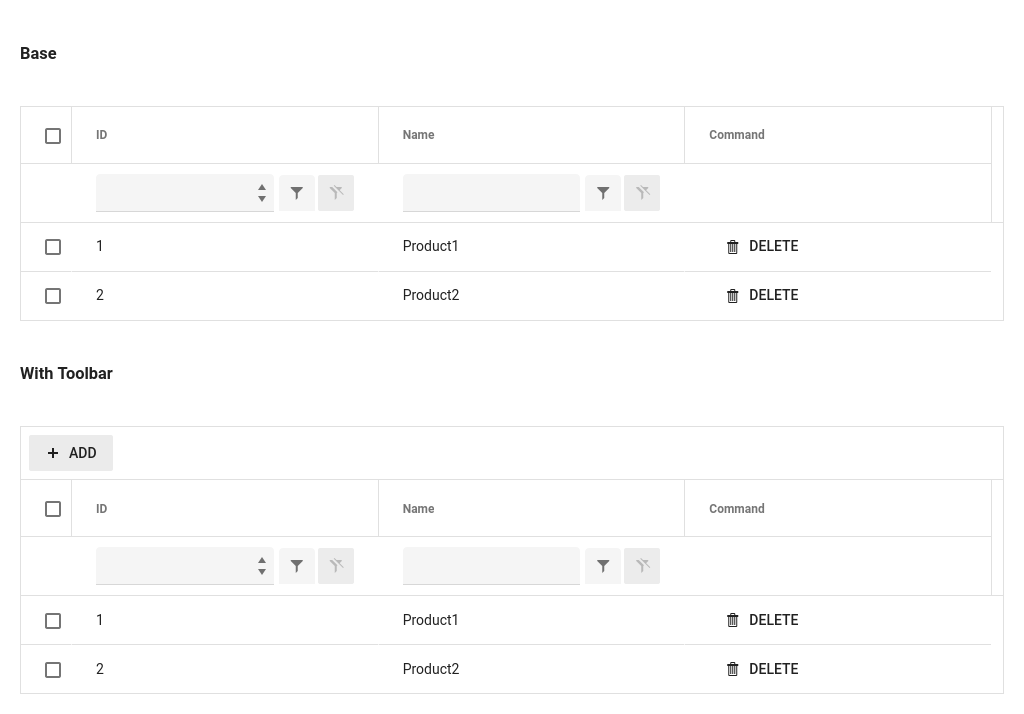 Base
ID Name Command
1 Product1 DELETE
2 Product2 DELETE
With Toolbar
ADD
ID Name Command
1 Product1 DELETE
2 Product2 DELETE